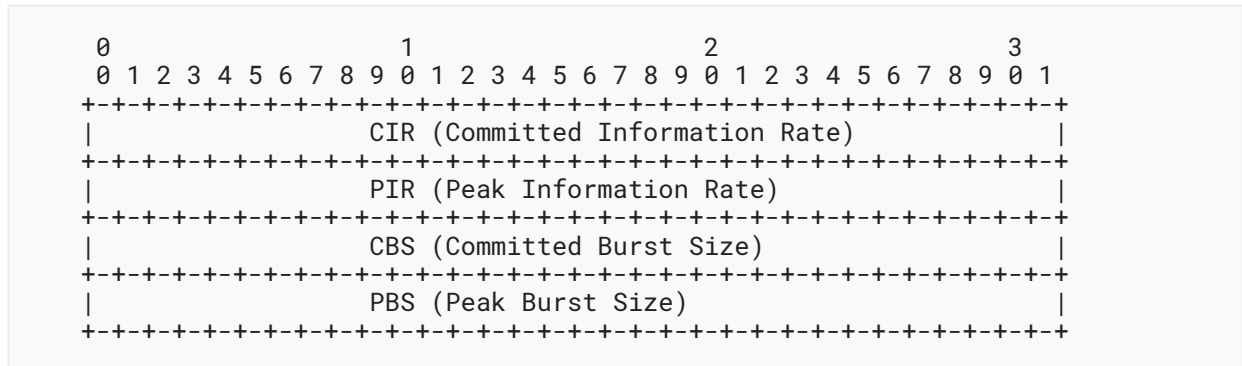 0                   1                   2                   3
 0 1 2 3 4 5 6 7 8 9 0 1 2 3 4 5 6 7 8 9 0 1 2 3 4 5 6 7 8 9 0 1
+-+-+-+-+-+-+-+-+-+-+-+-+-+-+-+-+-+-+-+-+-+-+-+-+-+-+-+-+-+-+-+-+
|                  CIR (Committed Information Rate)             |
+-+-+-+-+-+-+-+-+-+-+-+-+-+-+-+-+-+-+-+-+-+-+-+-+-+-+-+-+-+-+-+-+
|                  PIR (Peak Information Rate)                  |
+-+-+-+-+-+-+-+-+-+-+-+-+-+-+-+-+-+-+-+-+-+-+-+-+-+-+-+-+-+-+-+-+
|                  CBS (Committed Burst Size)                   |
+-+-+-+-+-+-+-+-+-+-+-+-+-+-+-+-+-+-+-+-+-+-+-+-+-+-+-+-+-+-+-+-+
|                  PBS (Peak Burst Size)                        |
+-+-+-+-+-+-+-+-+-+-+-+-+-+-+-+-+-+-+-+-+-+-+-+-+-+-+-+-+-+-+-+-+